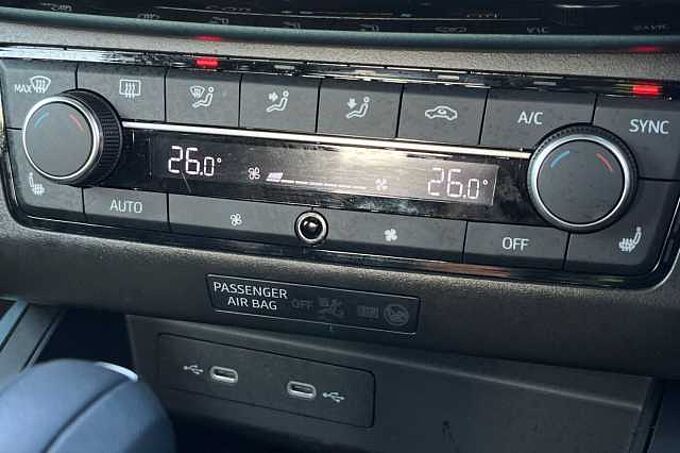 MAX
A/C
SYNC
26.0°
26.0°
AUTO
OFF
PASSENGER
AIR BAG OFF